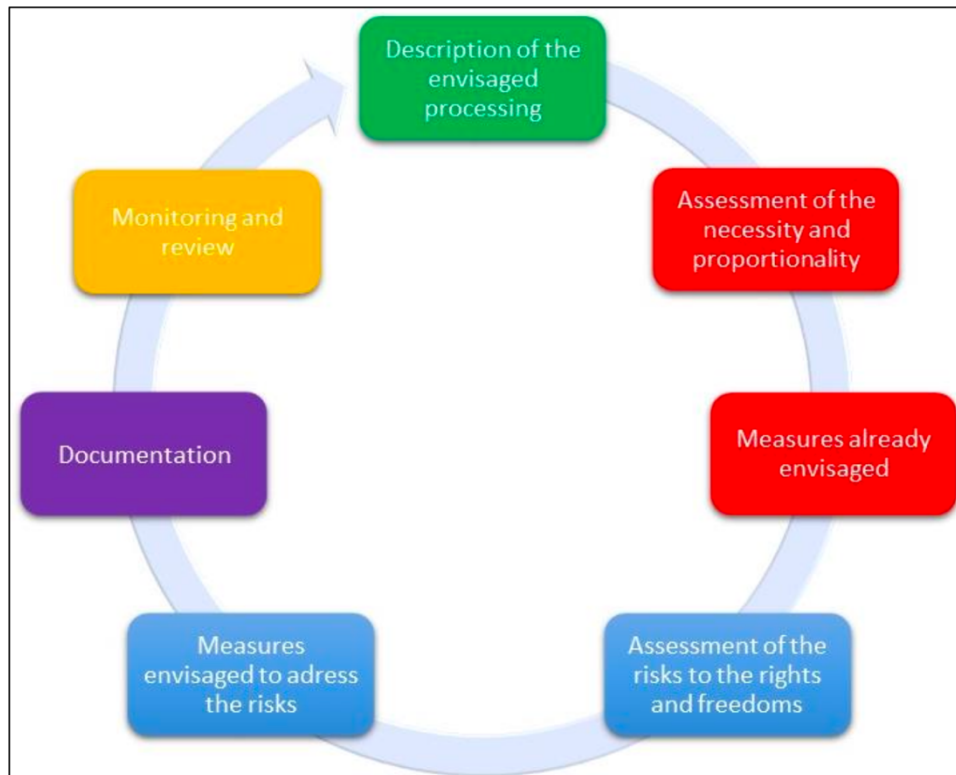 Description of the
envisaged
processing
Assessment of the
necessity and
proportionality
Measures already
envisaged
Assessment of the
risks to the rights
and freedoms
Measures
envisaged to adress
the risks
Documentation
Monitoring and
review